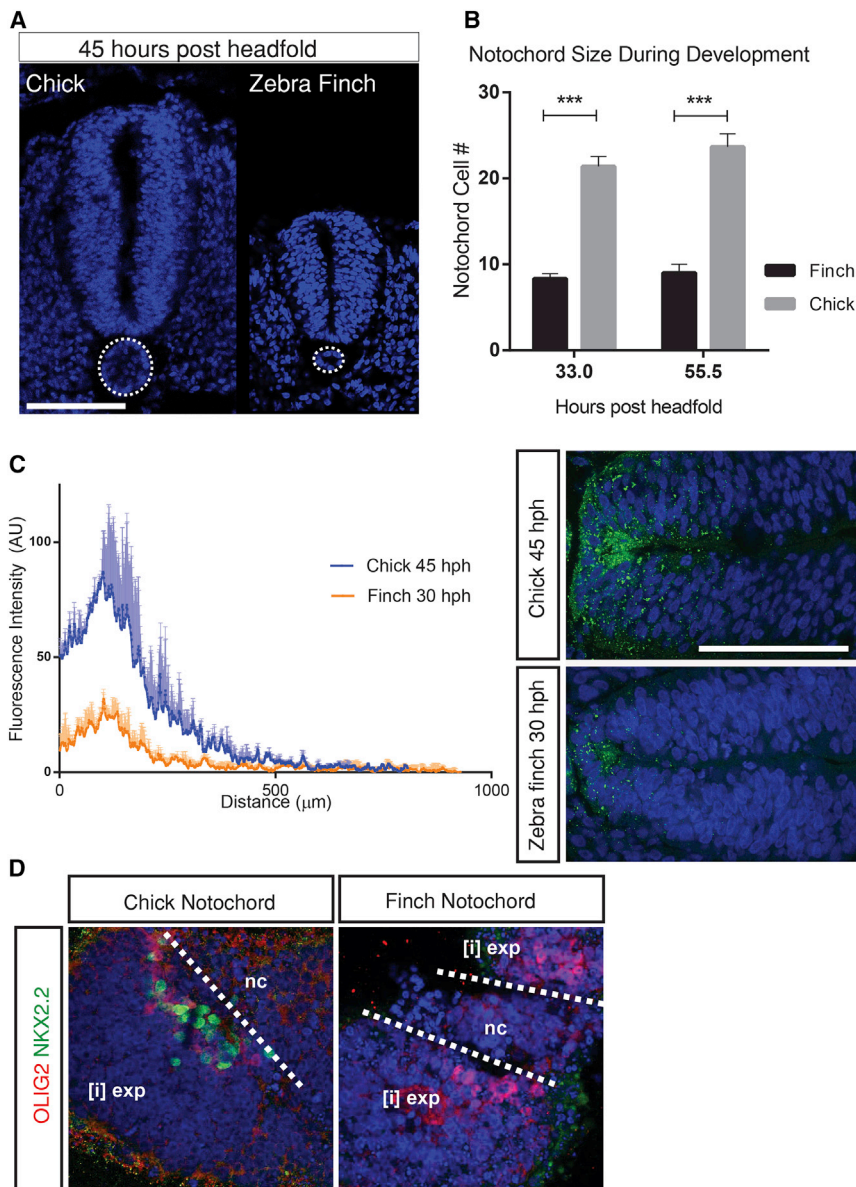 A
45 hours post headfold
Chick
Zebra Finch
B
Notochord Size During Development
30
20
10
0
Notochord Cell #
***
***
33.0
55.5
Hours post headfold
Finch
Chick
C
Fluorescence Intensity (AU)
100
50
0
0
500
1000
Distance (μm)
Chick 45 hph
Finch 30 hph
Chick 45 hph
Zebra finch 30 hph
D
Chick Notochord
Finch Notochord
OLIG2 NKX2.2
nc
[i] exp
[i] exp
nc
[i] exp